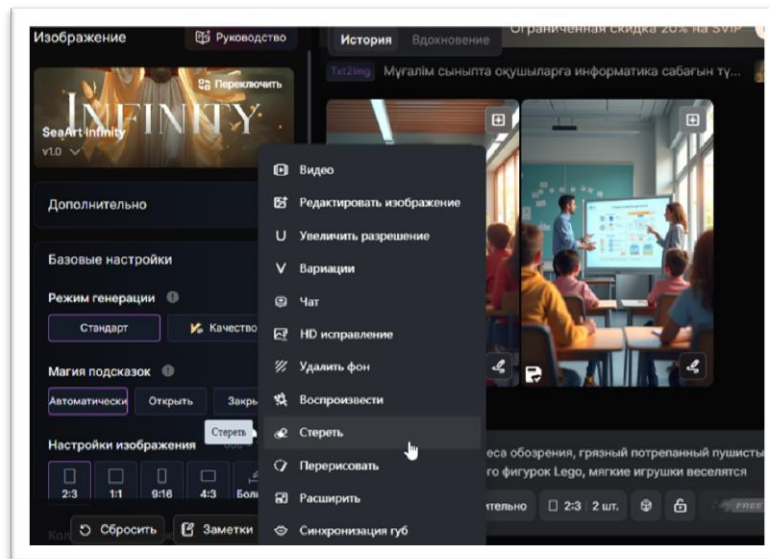 Изображение
Руководство
Переключить
INFINITY
SeaArt Infinity
v1.0
Дополнительно
Базовые настройки
Режим генерации
Стандарт
Качество
Магия подсказок
Автоматически
Открыть
Закры
Стереть
Настройки изображения
2:3
1:1
9:16
4:3
Боль
Сбросить
Заметки
Видео
Редактировать изображение
Увеличить разрешение
Вариации
Чат
HD исправление
Удалить фон
Воспроизвести
Стереть
Перерисовать
Расширить
Синхронизация губ
Ограниченная скидка 20% на SVIP
История
Вдохновение
Txt2Img
Мұғалім сыныпта оқушыларға информатика сабағын тү...
еса обозрения, грязный потрепанный пушисты
го фигурок Lego, мягкие игрушки веселятся
ительно
2:3
2 шт.
FREE